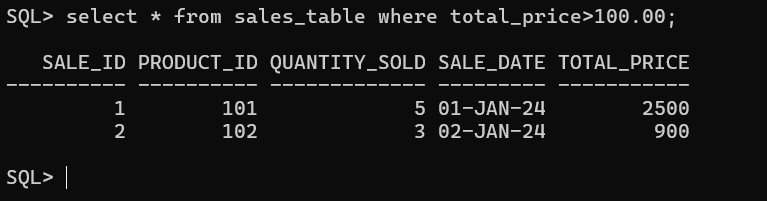 SQL> select * from sales_table where total_price>100.00;
SALE_ID PRODUCT_ID QUANTITY_SOLD SALE_DATE TOTAL_PRICE
---------- ---------- ------------- --------- -----------
1 101 5 01-JAN-24 2500
2 102 3 02-JAN-24 900
SQL>